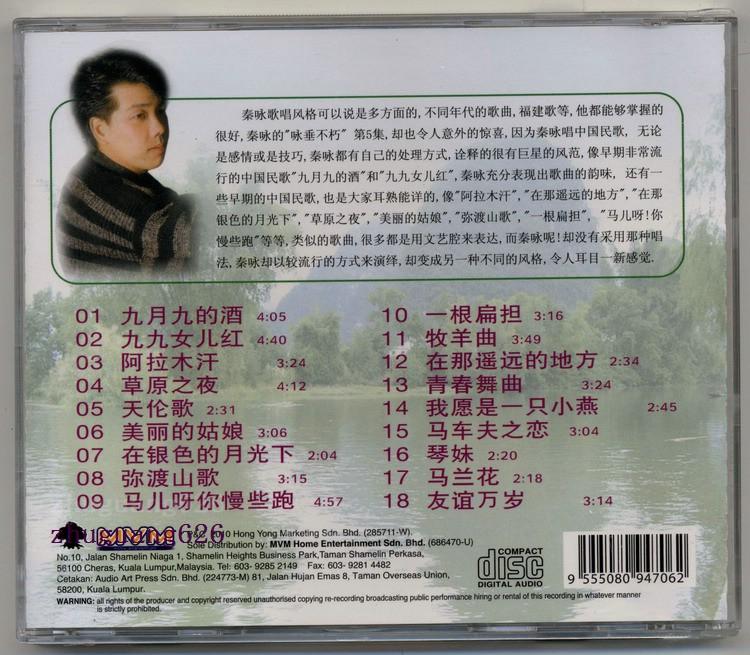 秦咏歌唱风格可以说是多方面的, 不同年代的歌曲, 福建歌等, 他都能够掌握的
很好, 秦咏的"咏垂不朽" 第5集, 却也令人意外的惊喜, 因为秦咏唱中国民歌, 无论
是感情或是技巧, 秦咏都有自己的处理方式, 诠释的很有巨星的风范, 像早期非常流
行的中国民歌"九月九的酒"和"九九女儿红", 秦咏充分表现出歌曲的韵味, 还有一
些早期的中国民歌, 也是大家耳熟能详的, 像"阿拉木汗", "在那遥远的地方", "在那
银色的月光下", "草原之夜", "美丽的姑娘", "弥渡山歌", "一根扁担", "马儿呀!你
慢些跑"等等, 类似的歌曲, 很多都是用文艺腔来表达, 而秦咏呢! 却没有采用那种唱
法, 秦咏却以较流行的方式来演绎, 却变成另一种不同的风格, 令人耳目一新感觉.
01 九月九的酒 4:05
02 九九女儿红 4:40
03 阿拉木汗 3:24
04 草原之夜 4:12
05 天伦歌 2:31
06 美丽的姑娘 3:06
07 在银色的月光下 2:04
08 弥渡山歌 3:15
09 马儿呀你慢些跑 4:57
10 一根扁担 3:16
11 牧羊曲 3:49
12 在那遥远的地方 2:34
13 青春舞曲 3:24
14 我愿是一只小燕 2:45
15 马车夫之恋 3:04
16 琴妹 2:20
17 马兰花 2:18
18 友谊万岁 3:14
Hong Yong Marketing Sdn. Bhd. (285711-W).
Sole Distribution by: MVM Home Entertainment Sdn. Bhd. (686470-U)
No.10, Jalan Shamelin Niaga 1, Shamelin Heights Business Park,Taman Shamelin Perkasa,
56100 Cheras, Kuala Lumpur,Malaysia. Tel: 603- 9285 2149 Fax: 603- 9281 4482
Cetakan: Audio Art Press Sdn. Bhd. (224773-M) 81, Jalan Hujan Emas 8, Taman Overseas Union,
58200, Kuala Lumpur.
WARNING: all rights of the producer and copyright reserved unauthorised copying re-recording broadcasting public performance hiring or rental of this recording in whatever manner
is strictly prohibited.
COMPACT
disc
DIGITAL AUDIO
9 555080 947062